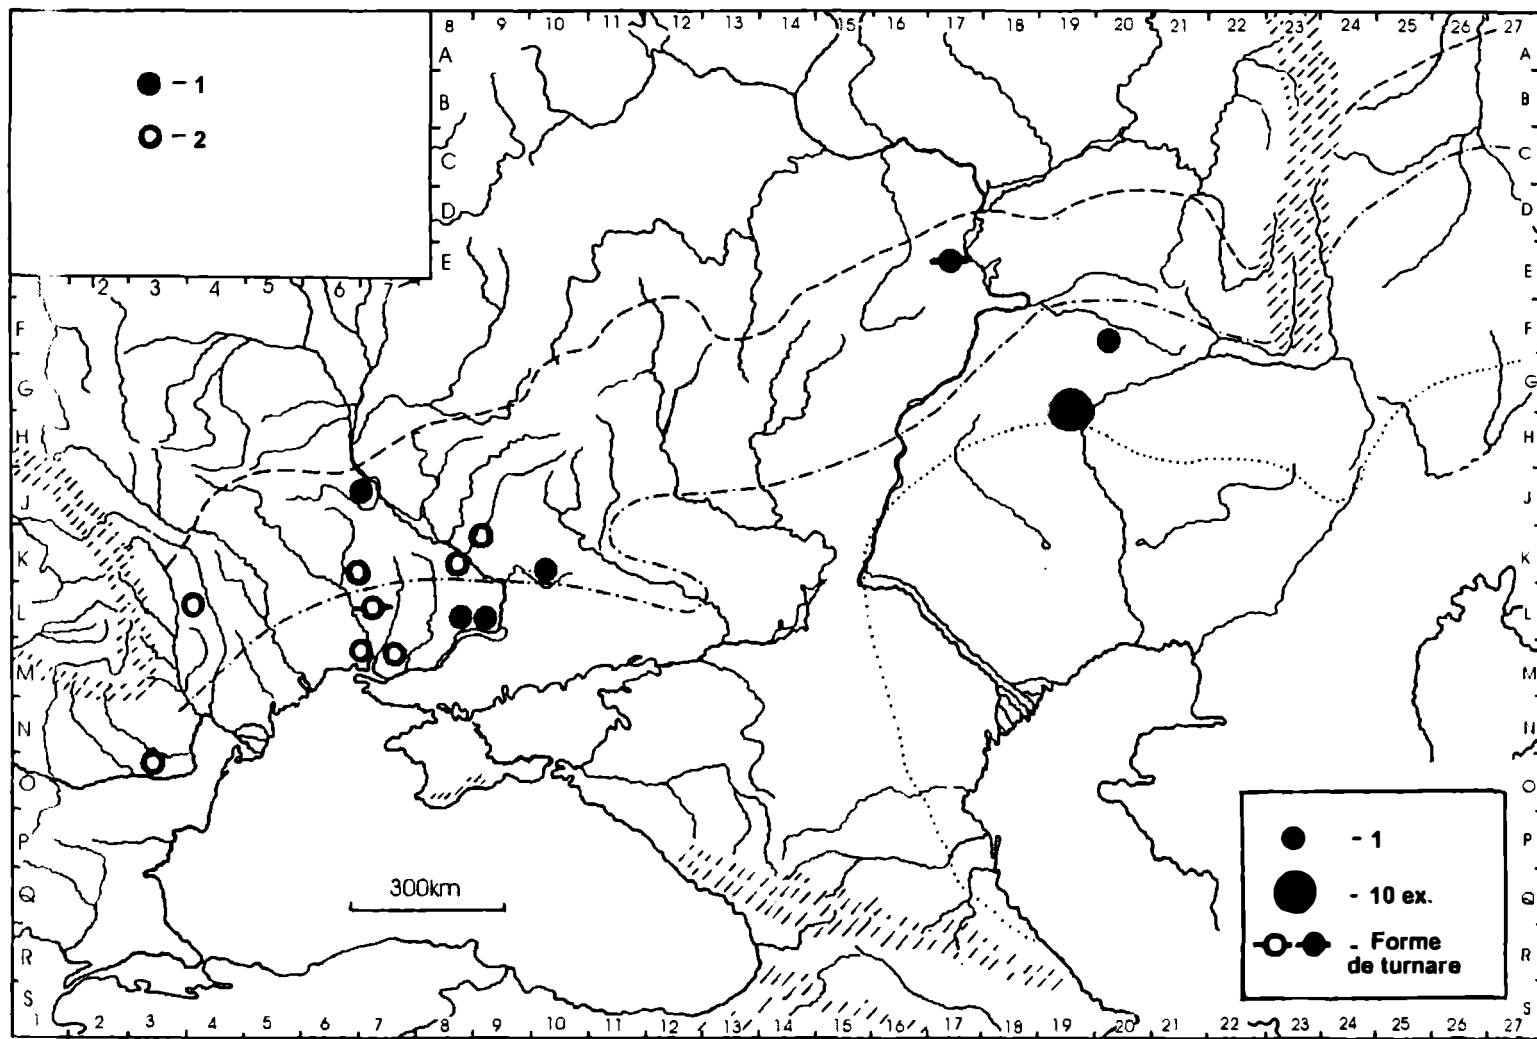 - 1
- 2
8 9 10 11 12 13 14 15 16 17 18 19 20 21 22 23 24 25 26 27
A
B
C
D
E
2 3 4 5 6 7
F
G
H
J
K
L
M
N
O
P
Q
R
S
A
B
C
D
E
F
G
H
J
K
L
M
N
O
P
Q
R
S
300km
- 1
- 10 ex.
- Forme
de turnare
1 2 3 4 5 6 7 8 9 10 11 12 13 14 15 16 17 18 19 20 21 22 23 24 25 26 27